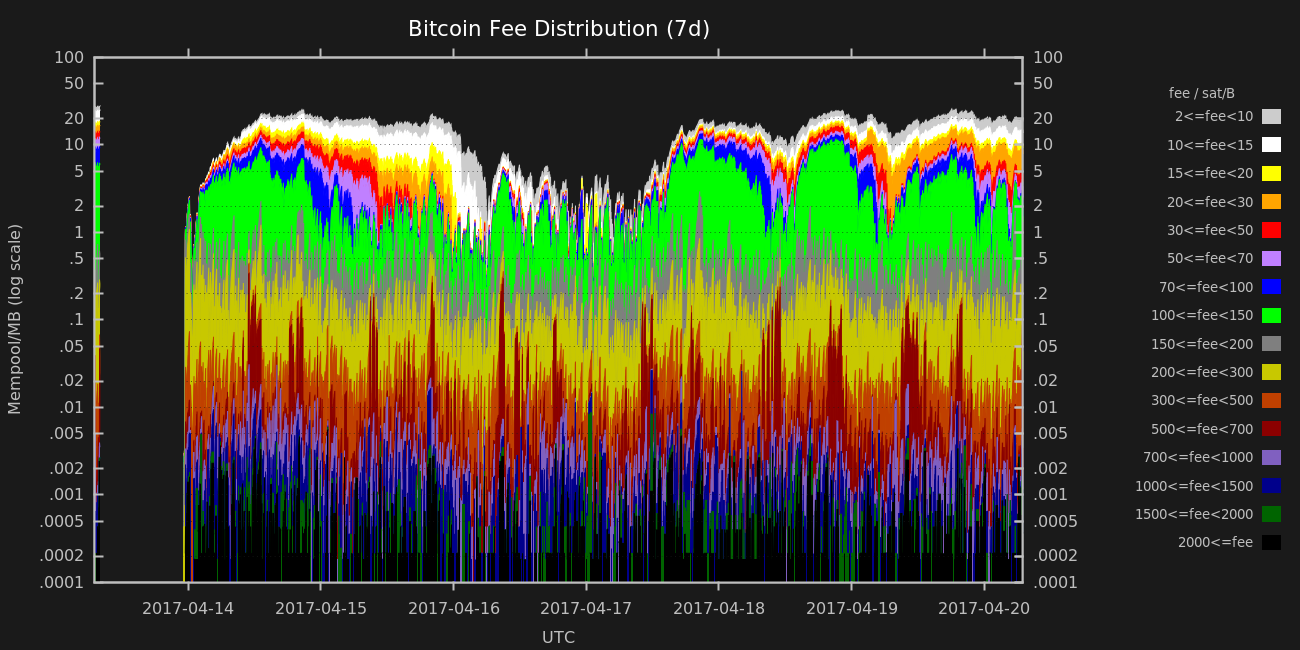 Bitcoin Fee Distribution (7d)
Mempool/MB (log scale)
100
50
20
10
5
2
1
.5
.2
.1
.05
.02
.01
.005
.002
.001
.0005
.0002
.0001
100
50
20
10
5
2
1
.5
.2
.1
.05
.02
.01
.005
.002
.001
.0005
.0002
.0001
2017-04-14 2017-04-15 2017-04-16 2017-04-17 2017-04-18 2017-04-19 2017-04-20
UTC
fee / sat/B
2<=fee<10
10<=fee<15
15<=fee<20
20<=fee<30
30<=fee<50
50<=fee<70
70<=fee<100
100<=fee<150
150<=fee<200
200<=fee<300
300<=fee<500
500<=fee<700
700<=fee<1000
1000<=fee<1500
1500<=fee<2000
2000<=fee